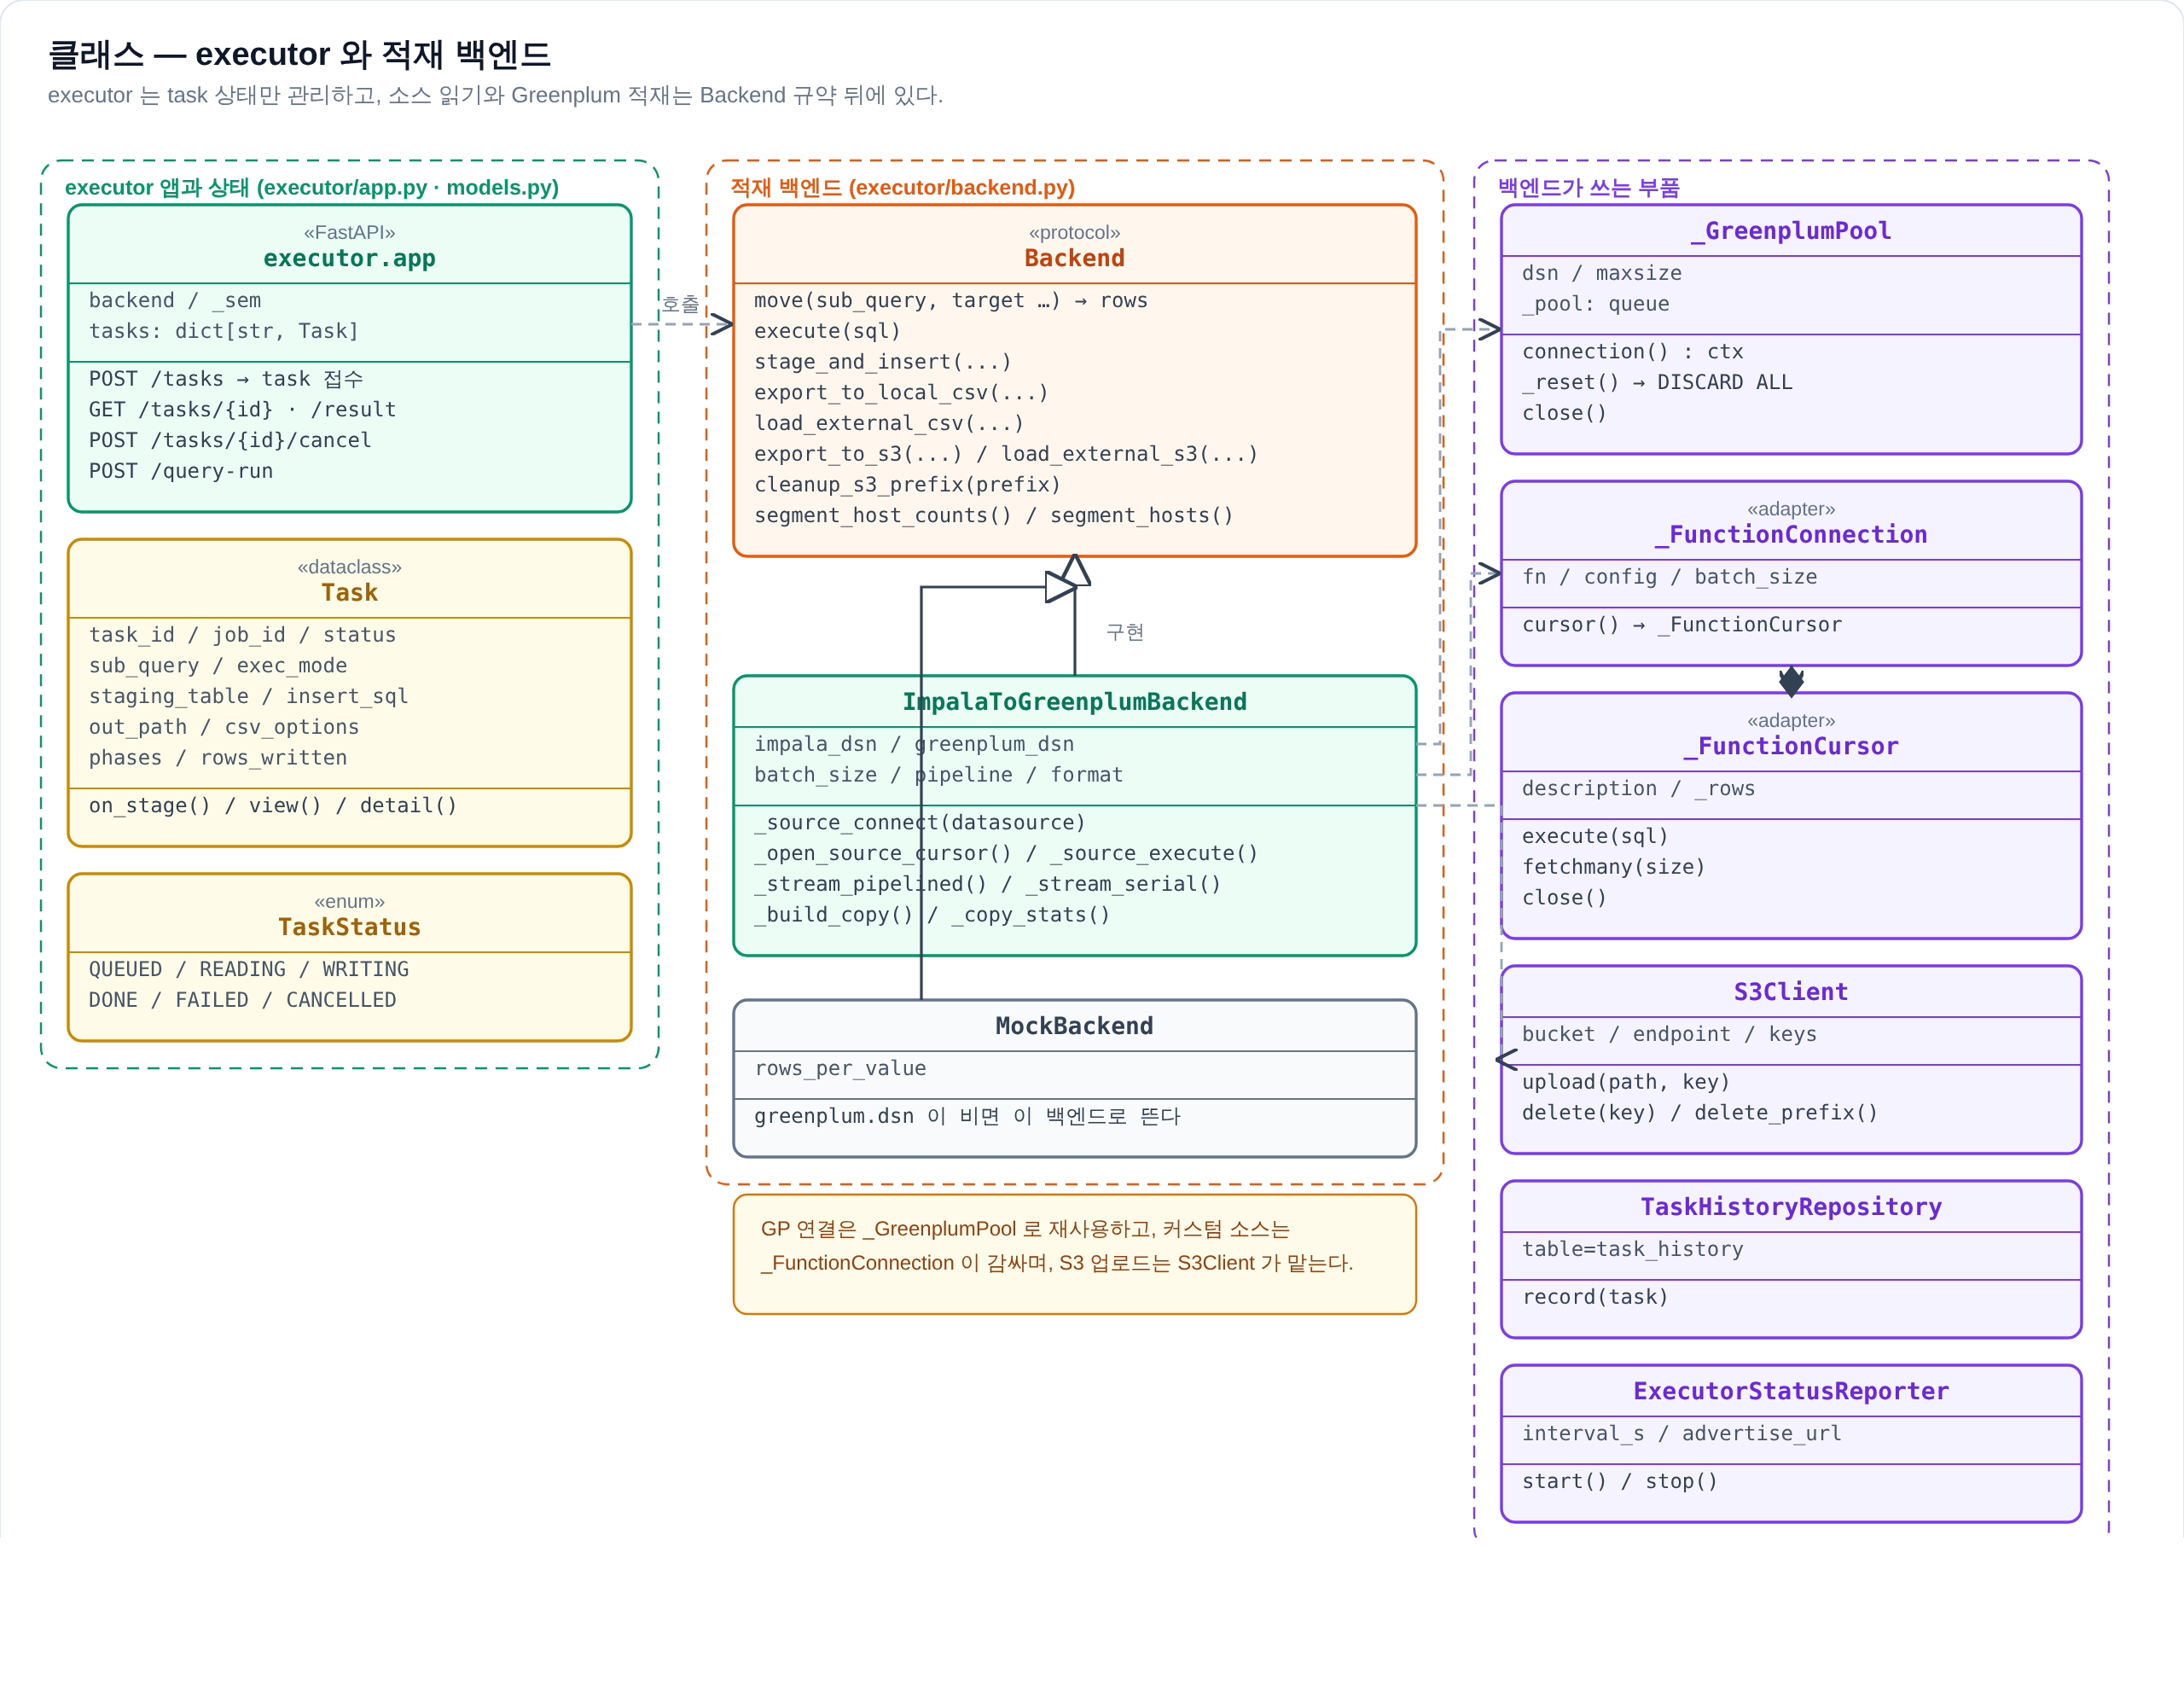 클래스 — executor 와 적재 백엔드
executor 는 task 상태만 관리하고, 소스 읽기와 Greenplum 적재는 Backend 규약 뒤에 있다.
executor 앱과 상태 (executor/app.py · models.py)
«FastAPI»
executor.app
backend / _sem
tasks: dict[str, Task]
POST /tasks → task 접수
GET /tasks/{id} · /result
POST /tasks/{id}/cancel
POST /query-run
«dataclass»
Task
task_id / job_id / status
sub_query / exec_mode
staging_table / insert_sql
out_path / csv_options
phases / rows_written
on_stage() / view() / detail()
«enum»
TaskStatus
QUEUED / READING / WRITING
DONE / FAILED / CANCELLED
호출
적재 백엔드 (executor/backend.py)
«protocol»
Backend
move(sub_query, target …) → rows
execute(sql)
stage_and_insert(...)
export_to_local_csv(...)
load_external_csv(...)
export_to_s3(...) / load_external_s3(...)
cleanup_s3_prefix(prefix)
segment_host_counts() / segment_hosts()
구현
ImpalaToGreenplumBackend
impala_dsn / greenplum_dsn
batch_size / pipeline / format
_source_connect(datasource)
_open_source_cursor() / _source_execute()
_stream_pipelined() / _stream_serial()
_build_copy() / _copy_stats()
MockBackend
rows_per_value
greenplum.dsn 이 비면 이 백엔드로 뜬다
GP 연결은 _GreenplumPool 로 재사용하고, 커스텀 소스는
_FunctionConnection 이 감싸며, S3 업로드는 S3Client 가 맡는다.
백엔드가 쓰는 부품
_GreenplumPool
dsn / maxsize
_pool: queue
connection() : ctx
_reset() → DISCARD ALL
close()
«adapter»
_FunctionConnection
fn / config / batch_size
cursor() → _FunctionCursor
«adapter»
_FunctionCursor
description / _rows
execute(sql)
fetchmany(size)
close()
S3Client
bucket / endpoint / keys
upload(path, key)
delete(key) / delete_prefix()
TaskHistoryRepository
table=task_history
record(task)
ExecutorStatusReporter
interval_s / advertise_url
start() / stop()